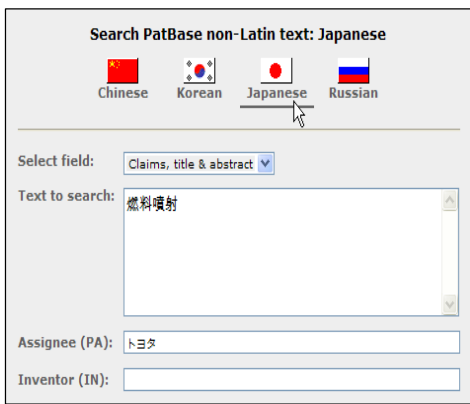 Search PatBase non-Latin text: Japanese
Chinese Korean Japanese Russian
Select field: Claims, title & abstract
Text to search: 燃料噴射
Assignee (PA): トヨタ
Inventor (IN):